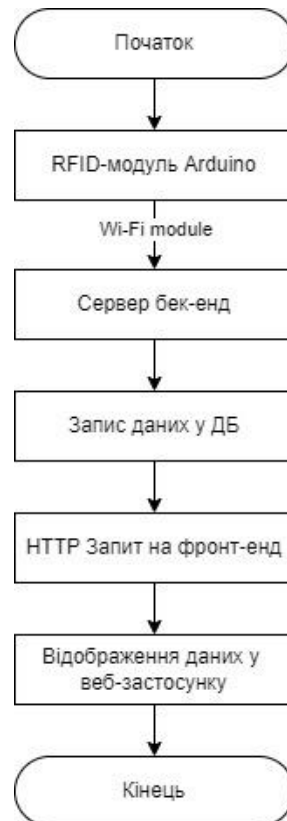 Початок
RFID-модуль Arduino
Wi-Fi module
Сервер бек-енд
Запис даних у ДБ
HTTP Запит на фронт-енд
Відображення даних у
веб-застосунку
Кінець